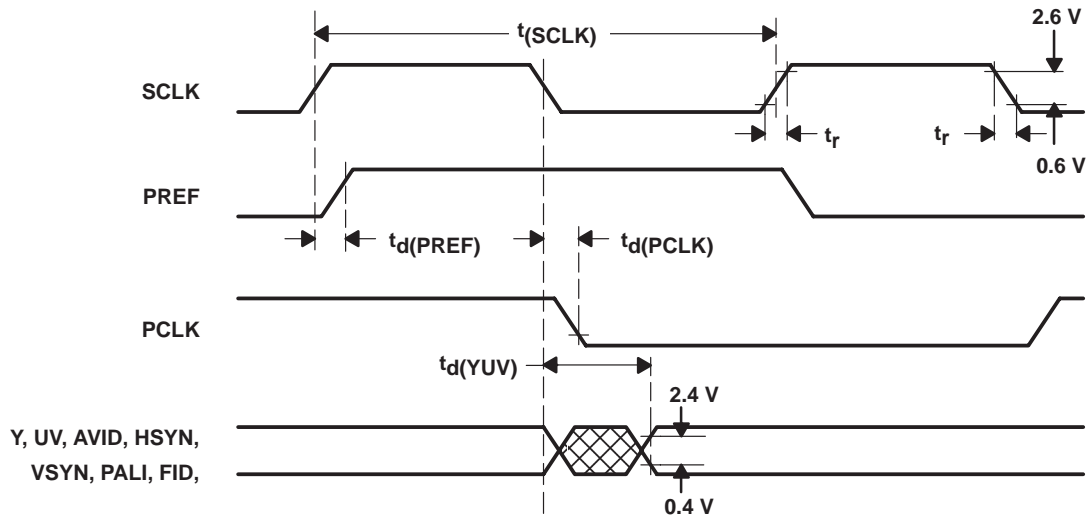 t(SCLK)
2.6 V
SCLK
tr
tr
0.6 V
PREF
td(PREF)
td(PCLK)
PCLK
td(YUV)
2.4 V
Y, UV, AVID, HSYN,
VSYN, PALI, FID,
0.4 V